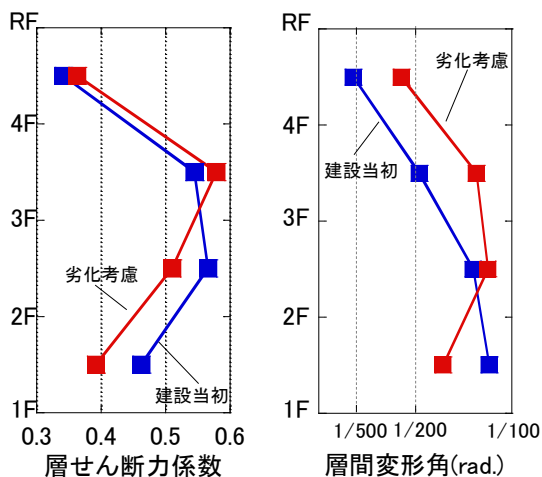 RF
4F
3F
2F
1F
劣化考慮
建設当初
0.3 0.4 0.5 0.6
層せん断力係数
RF
4F
3F
2F
1F
劣化考慮
建設当初
1/500 1/200 1/100
層間変形角(rad.)